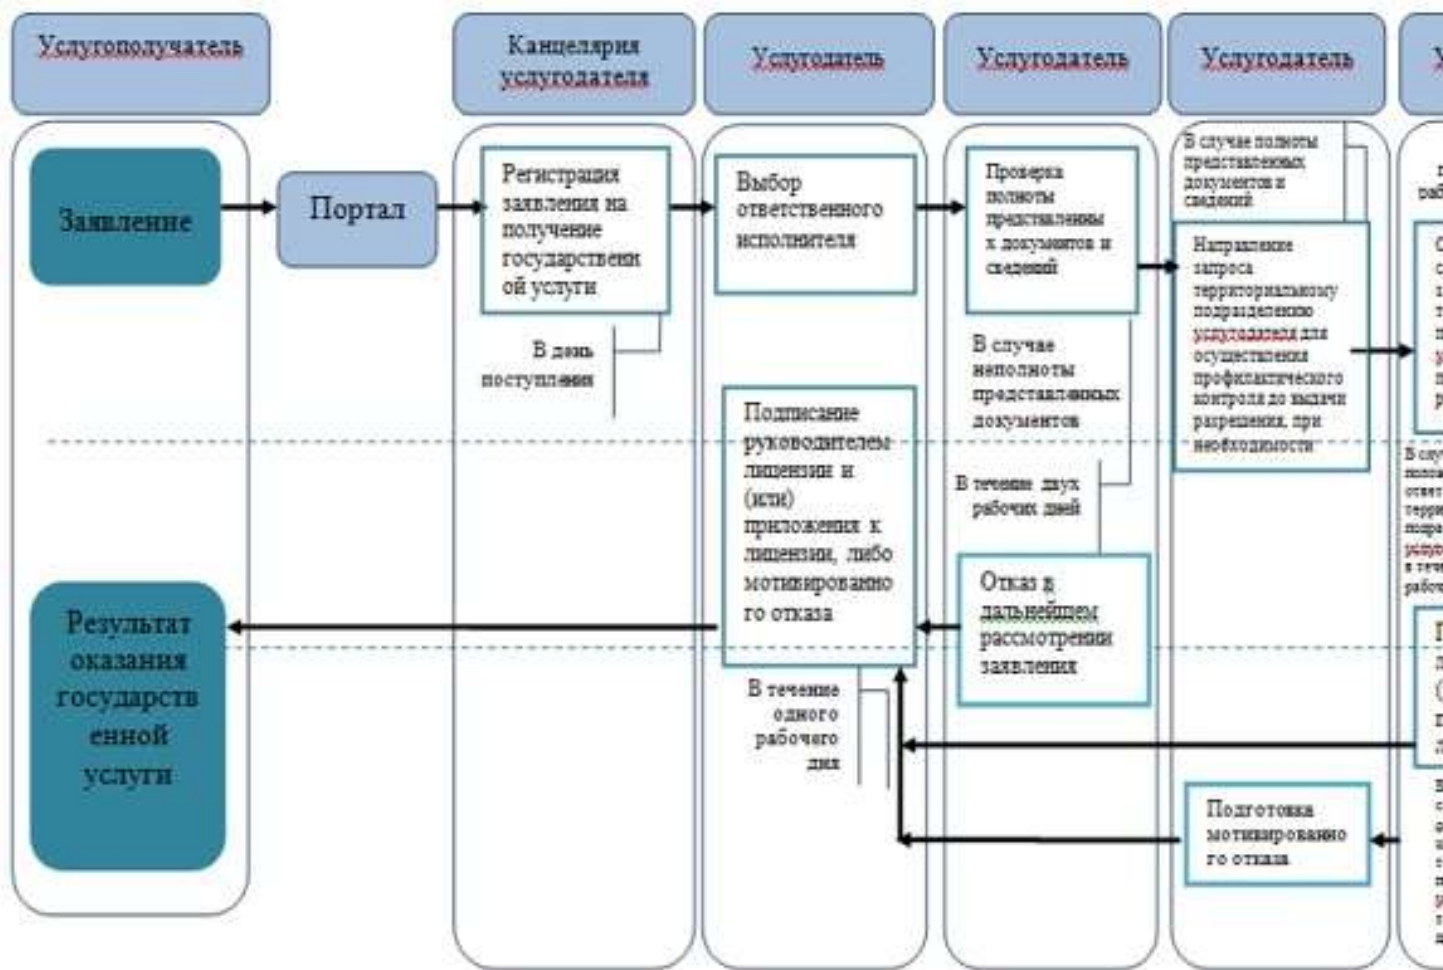 Услугополучатель
Канцелярия
услугодателя
Услугодатель
Услугодатель
Услугодатель
Заявление
Портал
Регистрация
заявления на
получение
государственн
ой услуги
В день
поступления
Выбор
ответственного
исполнителя
Проверка
полноты
представленны
х документов и
сведений
В случае
неполноты
представленных
документов
В течение двух
рабочих дней
Отказ в
дальнейшем
рассмотрении
заявления
В случае полноты
представленных
документов и
сведений
Направление
запроса
территориальному
подразделению
услугодателя для
осуществления
профилактического
контроля до выдачи
разрешения, при
необходимости
Подписание
руководителем
лицензии и
(или)
приложения к
лицензии, либо
мотивированно
го отказа
В течение
одного
рабочего
дня
Подготовка
мотивированно
го отказа
Результат
оказания
государств
енной
услуги